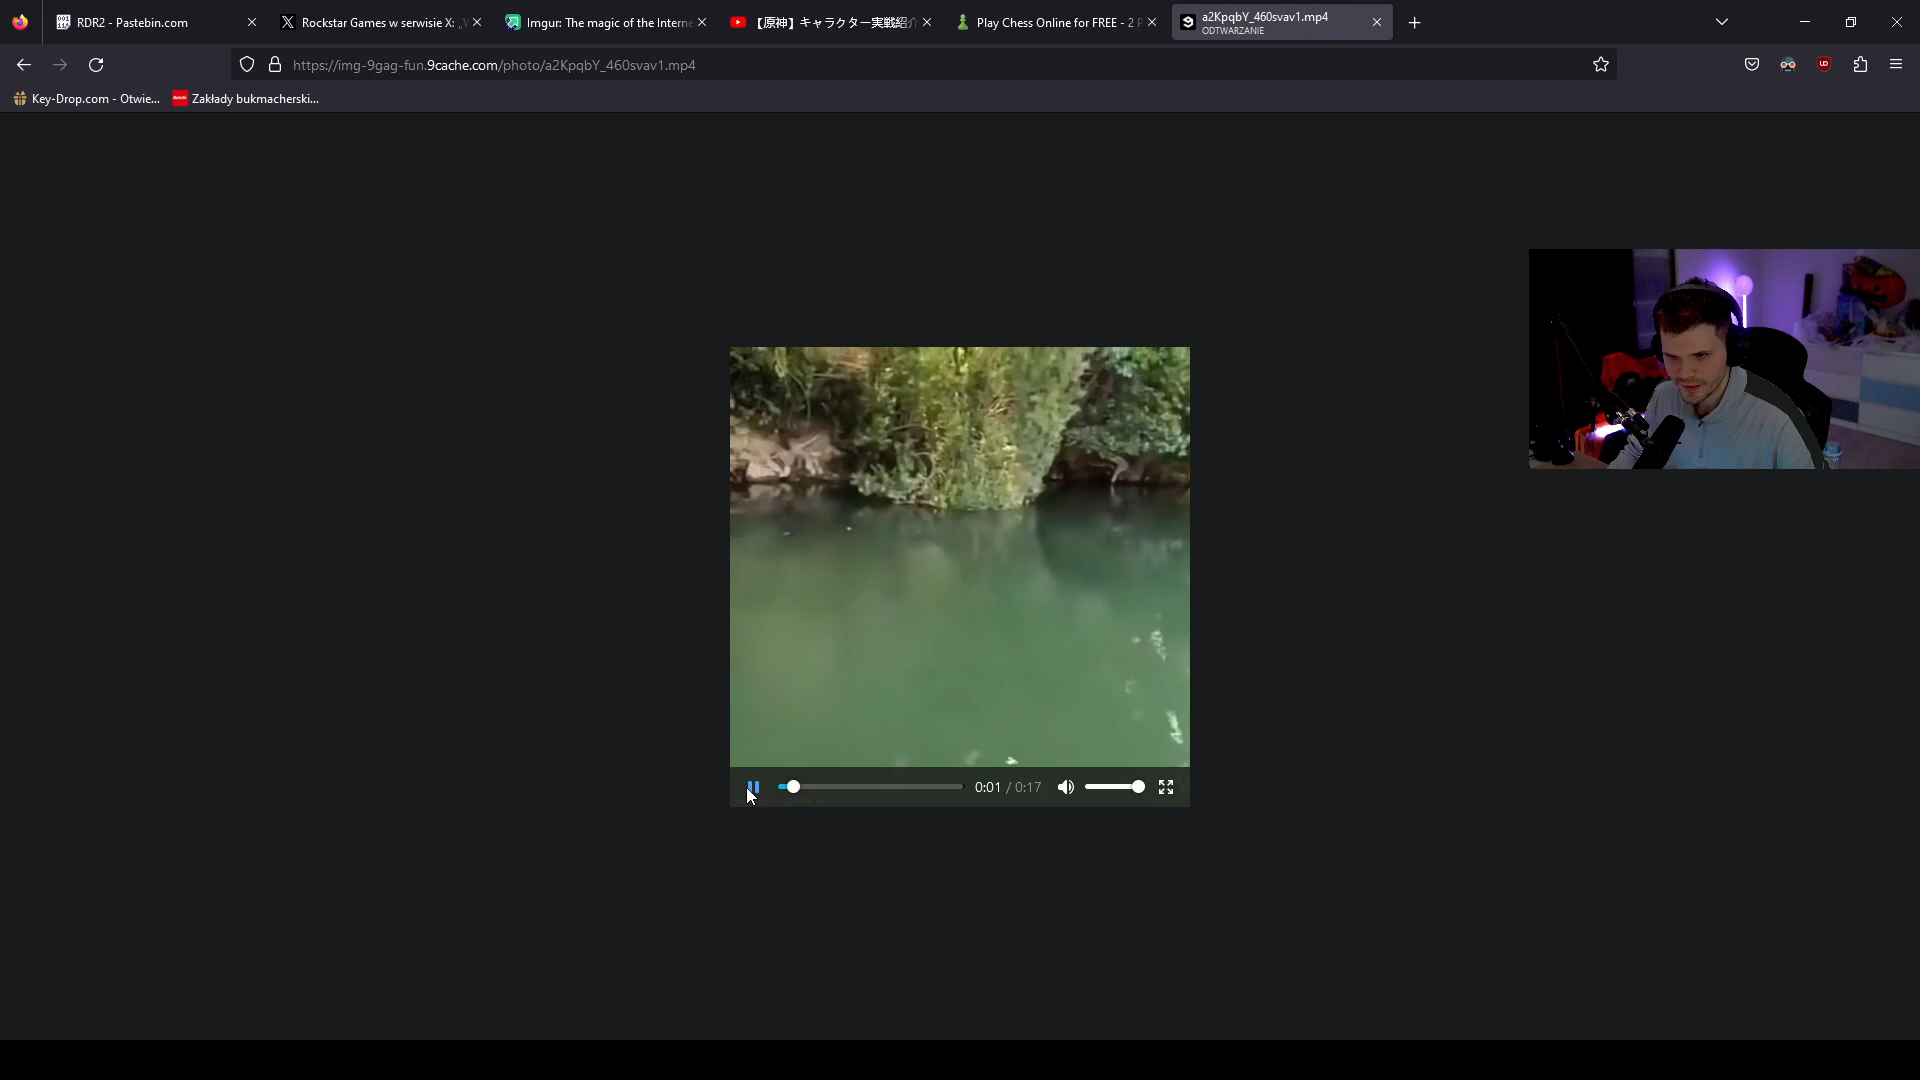 RDR2 - Pastebin.com
Rockstar Games w serwisie X: „
Imgur: The magic of the Interne
【原神】キャラクター実戦紹介
Play Chess Online for FREE - 2 P
a2KpqbY_460svav1.mp4
ODTWARZANIE
https://img-9gag-fun.9cache.com/photo/a2KpqbY_460svav1.mp4
Key-Drop.com - Otwie...
Zakłady bukmacherski...
0:01 / 0:17